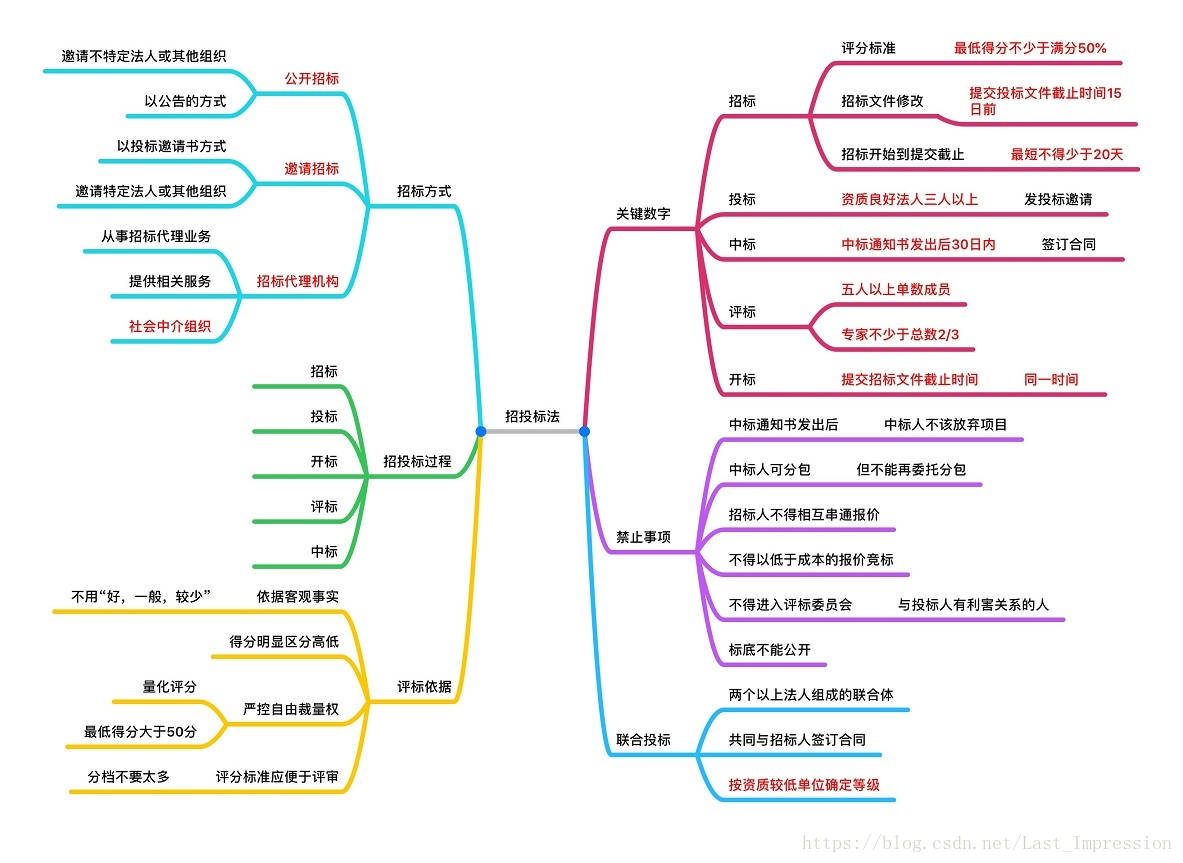 招投标法
招标方式
公开招标
邀请不特定法人或其他组织
以公告的方式
邀请招标
以投标邀请书方式
邀请特定法人或其他组织
招标代理机构
从事招标代理业务
提供相关服务
社会中介组织
招投标过程
招标
投标
开标
评标
中标
评标依据
依据客观事实
不用“好，一般，较少”
得分明显区分高低
严控自由裁量权
量化评分
最低得分大于50分
评分标准应便于评审
分档不要太多
关键数字
招标
评分标准
最低得分不少于满分50%
招标文件修改
提交投标文件截止时间15
日前
招标开始到提交截止
最短不得少于20天
投标
资质良好法人三人以上
发投标邀请
中标
中标通知书发出后30日内
签订合同
评标
五人以上单数成员
专家不少于总数2/3
开标
提交招标文件截止时间
同一时间
禁止事项
中标通知书发出后
中标人不该放弃项目
中标人可分包
但不能再委托分包
招标人不得相互串通报价
不得以低于成本的报价竞标
不得进入评标委员会
与投标人有利害关系的人
标底不能公开
联合投标
两个以上法人组成的联合体
共同与招标人签订合同
按资质较低单位确定等级
https://blog.csdn.net/Last_Impression